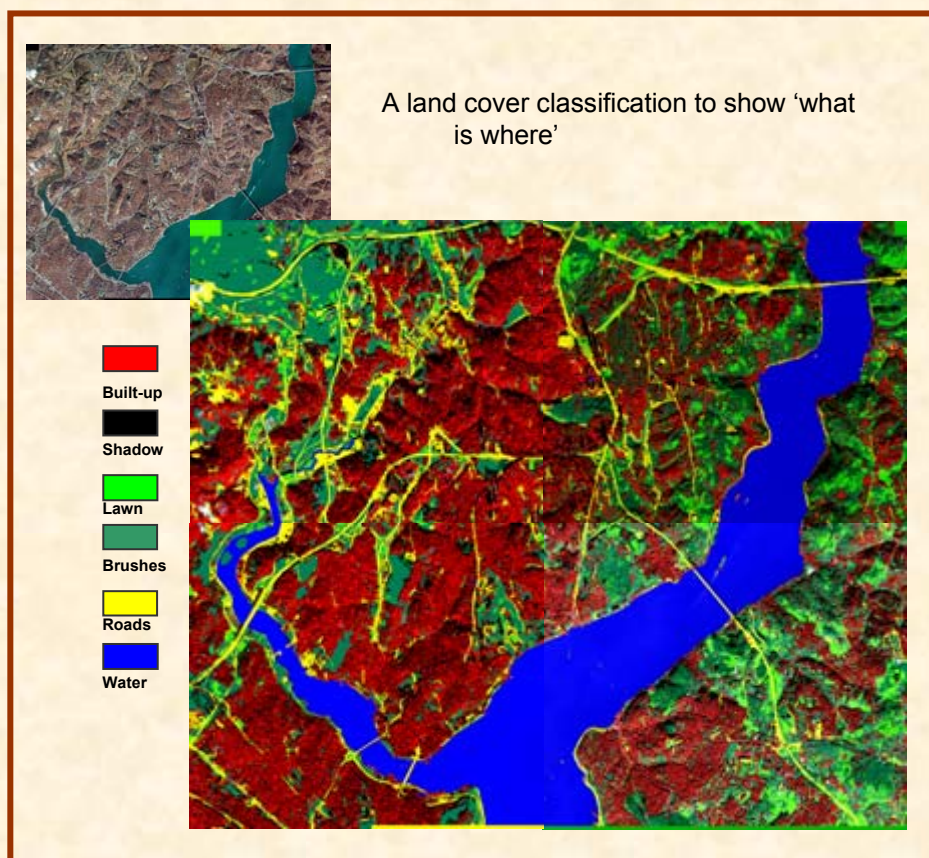 A land cover classification to show ‘what
is where’
Built-up
Shadow
Lawn
Brushes
Roads
Water